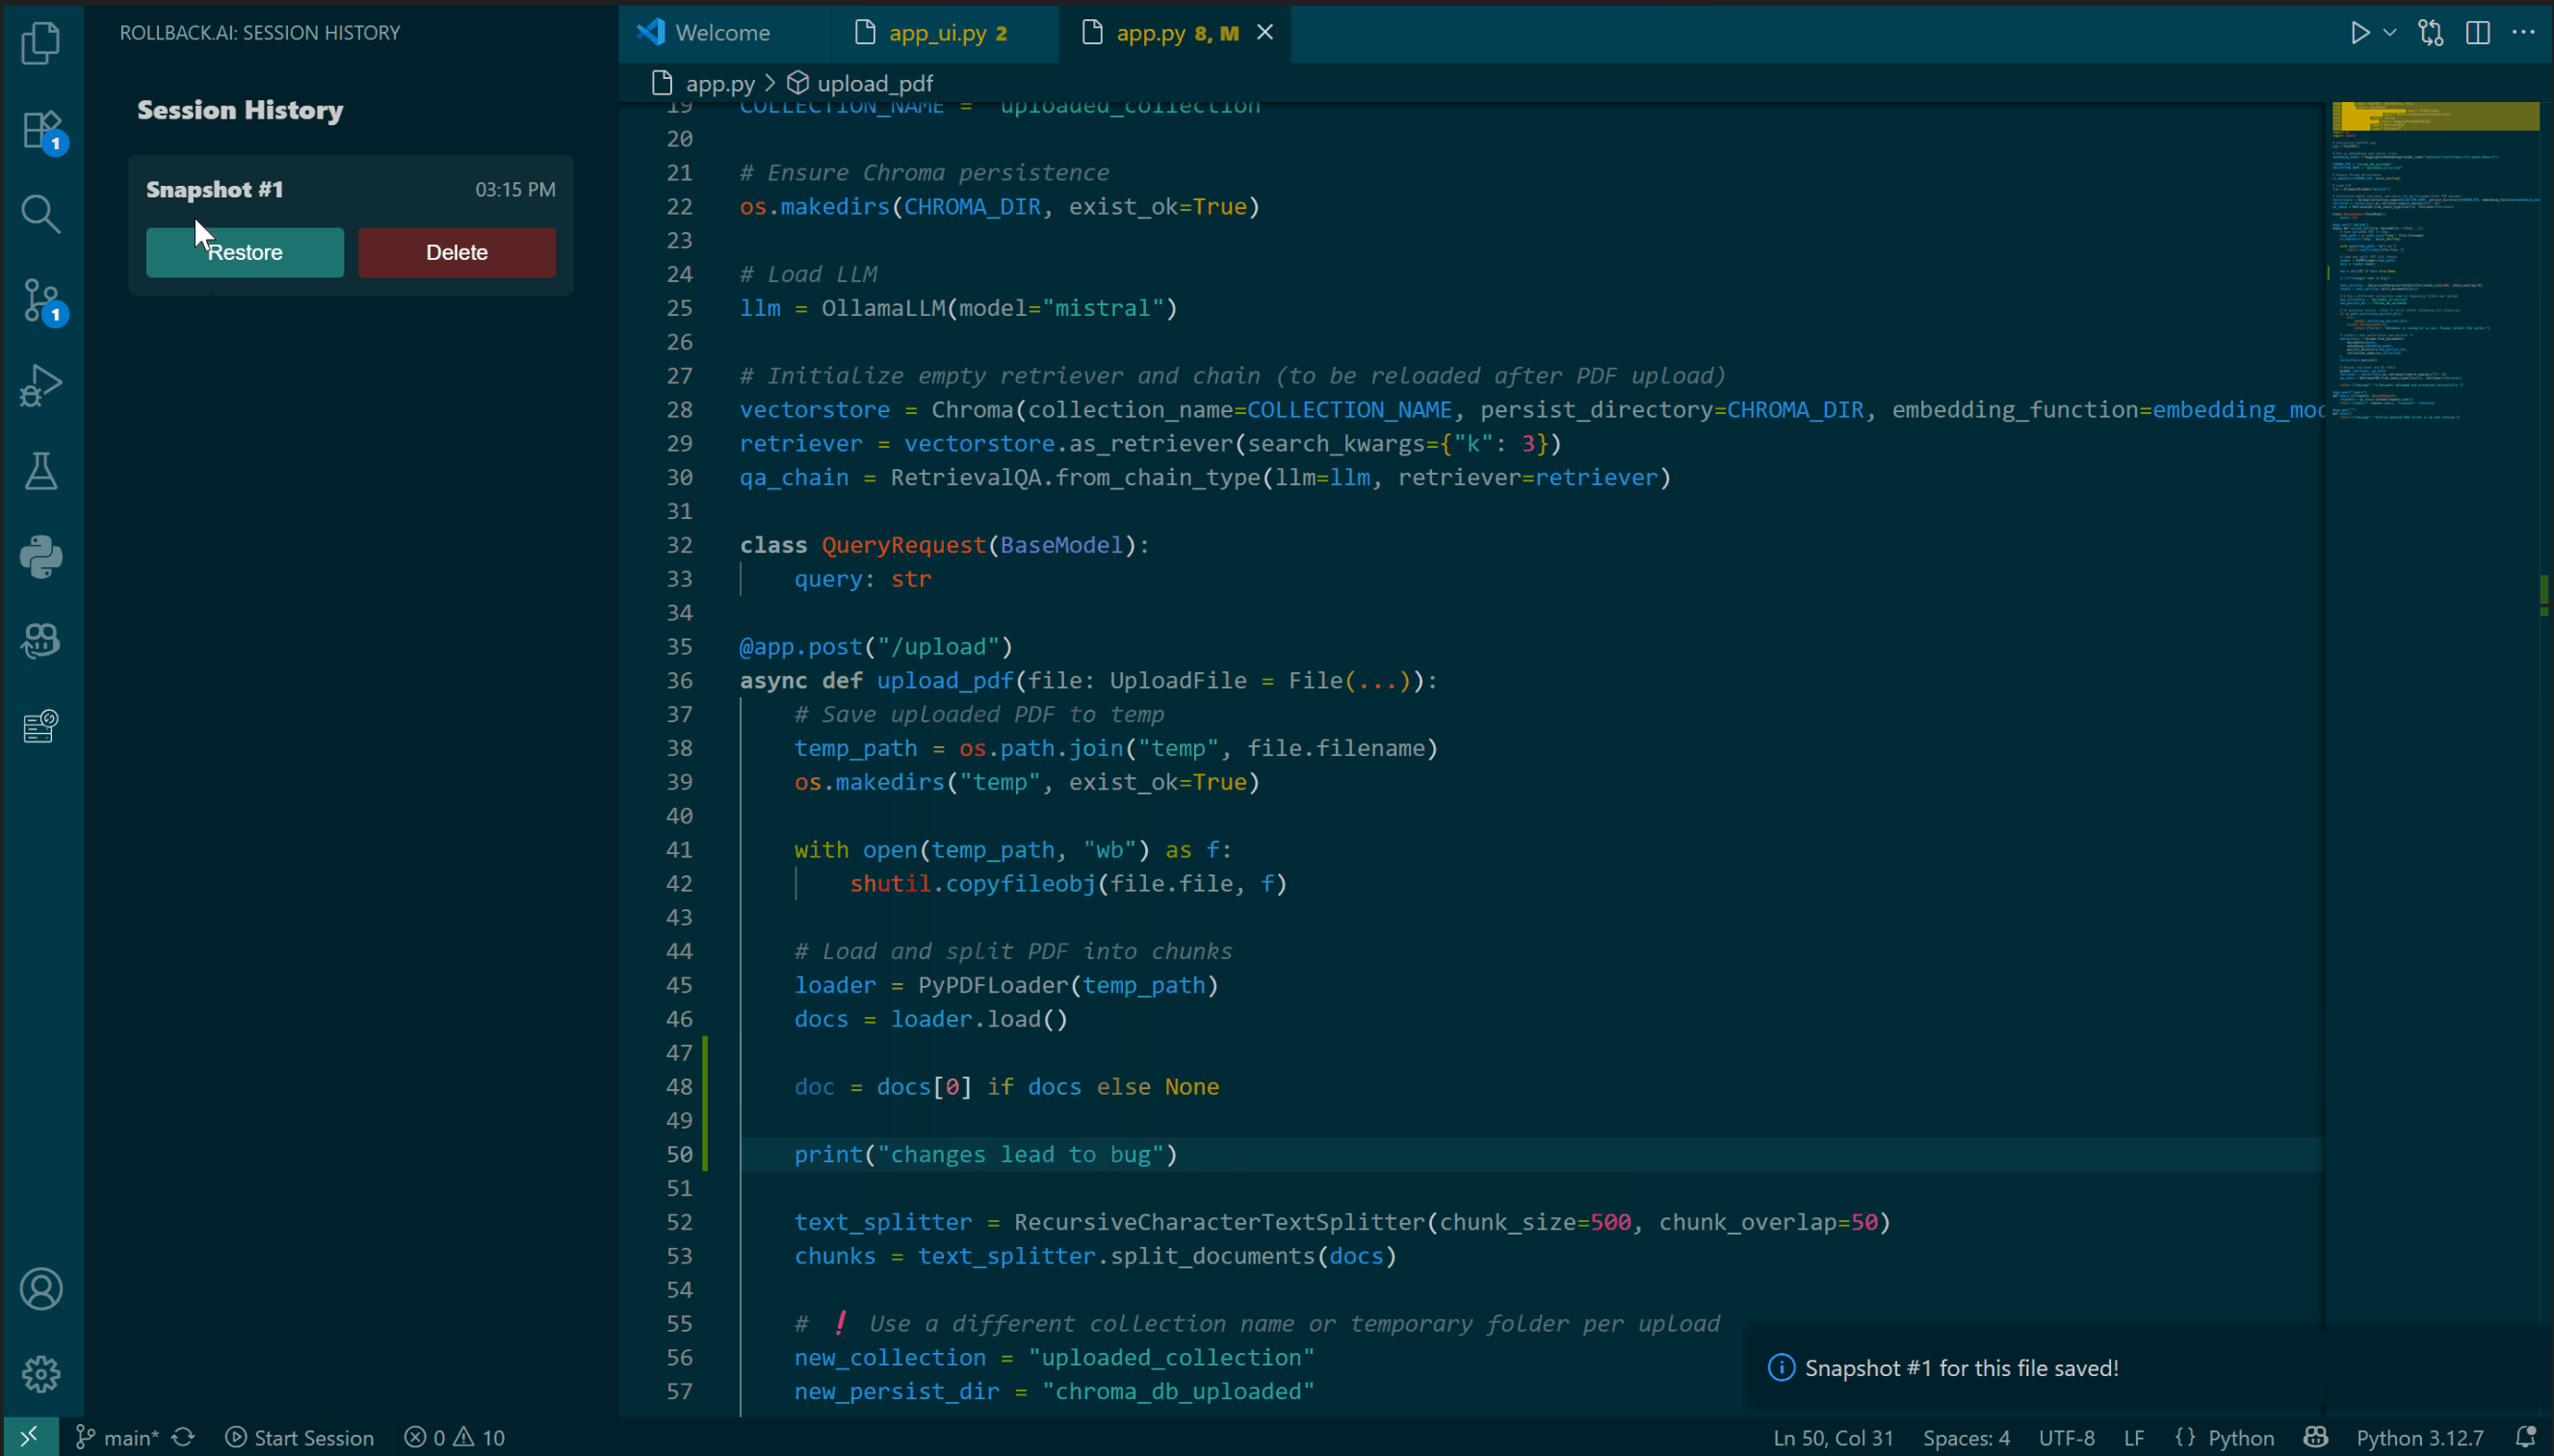 ROLLBACK.AI: SESSION HISTORY
Session History
Snapshot #1 03:15 PM
Restore Delete
1
1
Welcome app_ui.py 2 app.py 8, M
app.py > upload_pdf
19 COLLECTION_NAME = "uploaded_collection"
20
21 # Ensure Chroma persistence
22 os.makedirs(CHROMA_DIR, exist_ok=True)
23
24 # Load LLM
25 llm = OllamaLLM(model="mistral")
26
27 # Initialize empty retriever and chain (to be reloaded after PDF upload)
28 vectorstore = Chroma(collection_name=COLLECTION_NAME, persist_directory=CHROMA_DIR, embedding_function=embedding_mod
29 retriever = vectorstore.as_retriever(search_kwargs={"k": 3})
30 qa_chain = RetrievalQA.from_chain_type(llm=llm, retriever=retriever)
31
32 class QueryRequest(BaseModel):
33 query: str
34
35 @app.post("/upload")
36 async def upload_pdf(file: UploadFile = File(...)):
37 # Save uploaded PDF to temp
38 temp_path = os.path.join("temp", file.filename)
39 os.makedirs("temp", exist_ok=True)
40
41 with open(temp_path, "wb") as f:
42 shutil.copyfileobj(file.file, f)
43
44 # Load and split PDF into chunks
45 loader = PyPDFLoader(temp_path)
46 docs = loader.load()
47
48 doc = docs[0] if docs else None
49
50 print("changes lead to bug")
51
52 text_splitter = RecursiveCharacterTextSplitter(chunk_size=500, chunk_overlap=50)
53 chunks = text_splitter.split_documents(docs)
54
55 # ❗ Use a different collection name or temporary folder per upload
56 new_collection = "uploaded_collection"
57 new_persist_dir = "chroma_db_uploaded"
Snapshot #1 for this file saved!
main* Start Session 0 10 Ln 50, Col 31 Spaces: 4 UTF-8 LF {} Python Python 3.12.7